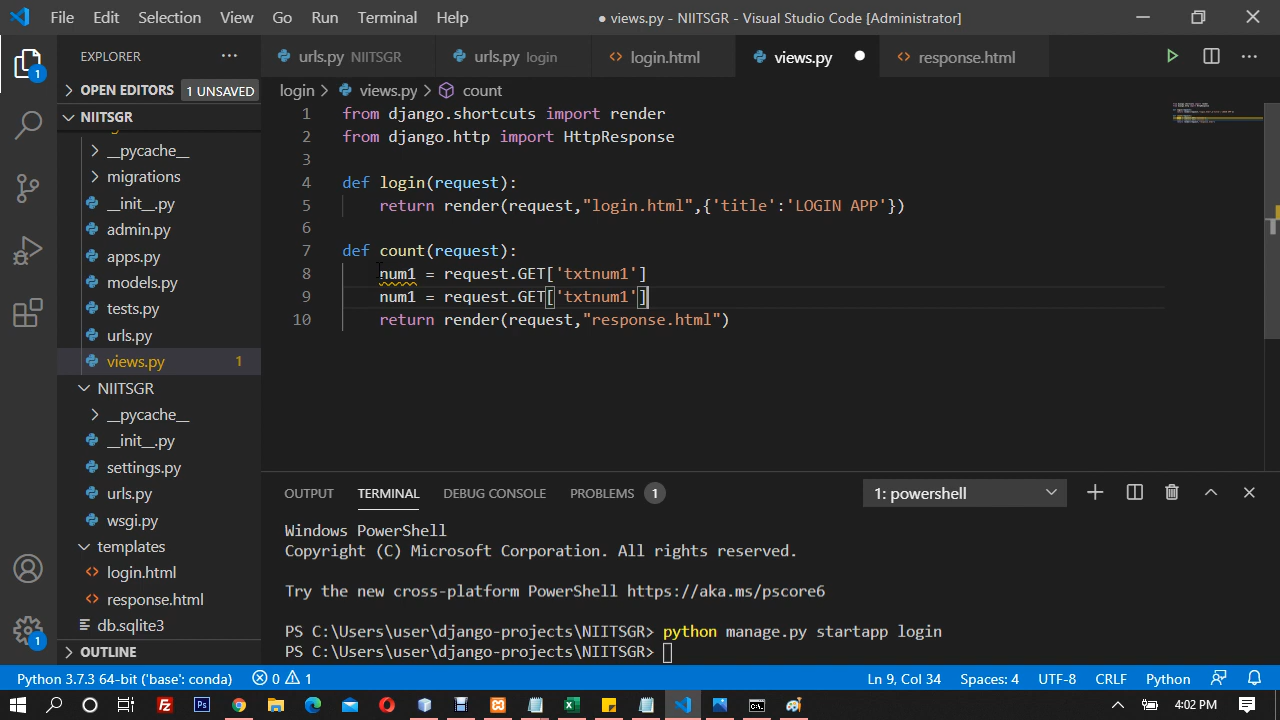 File Edit Selection View Go Run Terminal Help
● views.py - NIITSGR - Visual Studio Code [Administrator]
EXPLORER ···
urls.py NIITSGR
urls.py login
login.html
views.py ●
response.html
OPEN EDITORS 1 UNSAVED
NIITSGR
__pycache__
migrations
__init__.py
admin.py
apps.py
models.py
tests.py
urls.py
views.py 1
NIITSGR
__pycache__
__init__.py
settings.py
urls.py
wsgi.py
templates
login.html
response.html
db.sqlite3
OUTLINE
1
1
login > views.py > count
1 from django.shortcuts import render
2 from django.http import HttpResponse
3
4 def login(request):
5 return render(request,"login.html",{'title':'LOGIN APP'})
6
7 def count(request):
8 num1 = request.GET['txtnum1']
9 num1 = request.GET['txtnum1']
10 return render(request,"response.html")
OUTPUT TERMINAL DEBUG CONSOLE PROBLEMS 1
1: powershell
Windows PowerShell
Copyright (C) Microsoft Corporation. All rights reserved.
Try the new cross-platform PowerShell https://aka.ms/pscore6
PS C:\Users\user\django-projects\NIITSGR> python manage.py startapp login
PS C:\Users\user\django-projects\NIITSGR>
Python 3.7.3 64-bit ('base': conda) 0 1
Ln 9, Col 34 Spaces: 4 UTF-8 CRLF Python
Fz
Ps
C:\_
4:02 PM